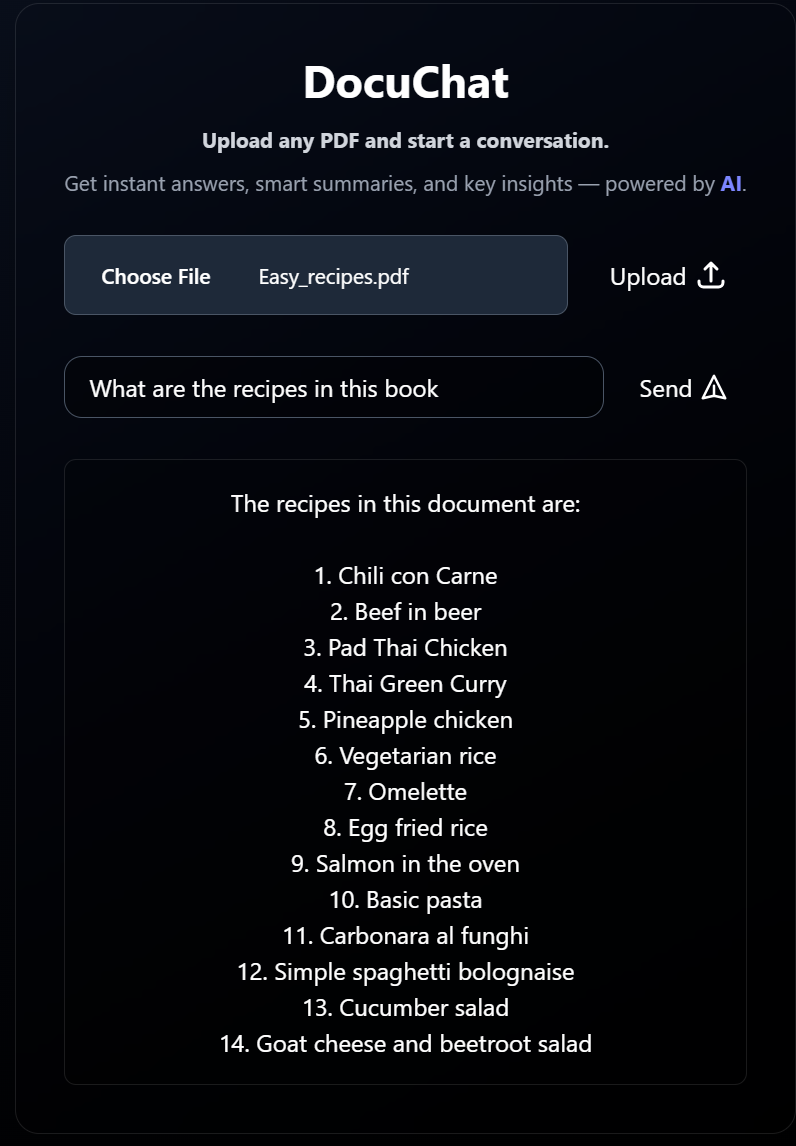 DocuChat
Upload any PDF and start a conversation.
Get instant answers, smart summaries, and key insights — powered by AI.
Choose File Easy_recipes.pdf Upload
What are the recipes in this book Send
The recipes in this document are:
1. Chili con Carne
2. Beef in beer
3. Pad Thai Chicken
4. Thai Green Curry
5. Pineapple chicken
6. Vegetarian rice
7. Omelette
8. Egg fried rice
9. Salmon in the oven
10. Basic pasta
11. Carbonara al funghi
12. Simple spaghetti bolognaise
13. Cucumber salad
14. Goat cheese and beetroot salad